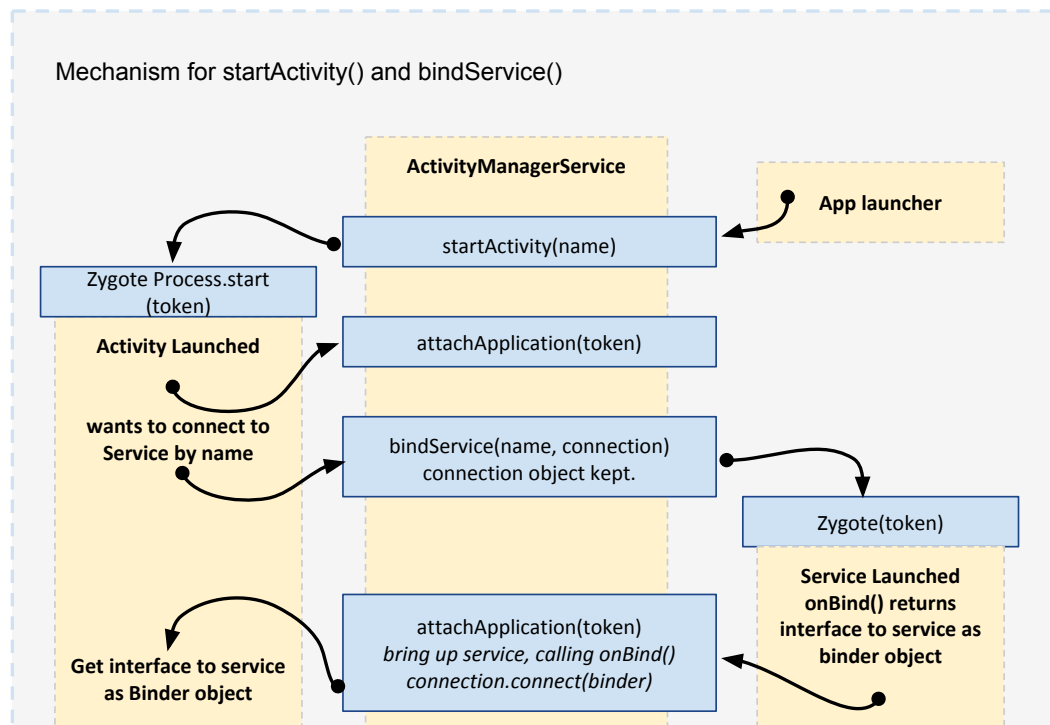 Mechanism for startActivity() and bindService()
ActivityManagerService
App launcher
startActivity(name)
Zygote Process.start
(token)
Activity Launched
attachApplication(token)
wants to connect to
Service by name
bindService(name, connection)
connection object kept.
Zygote(token)
Service Launched
onBind() returns
interface to service as
binder object
attachApplication(token)
bring up service, calling onBind()
connection.connect(binder)
Get interface to service
as Binder object